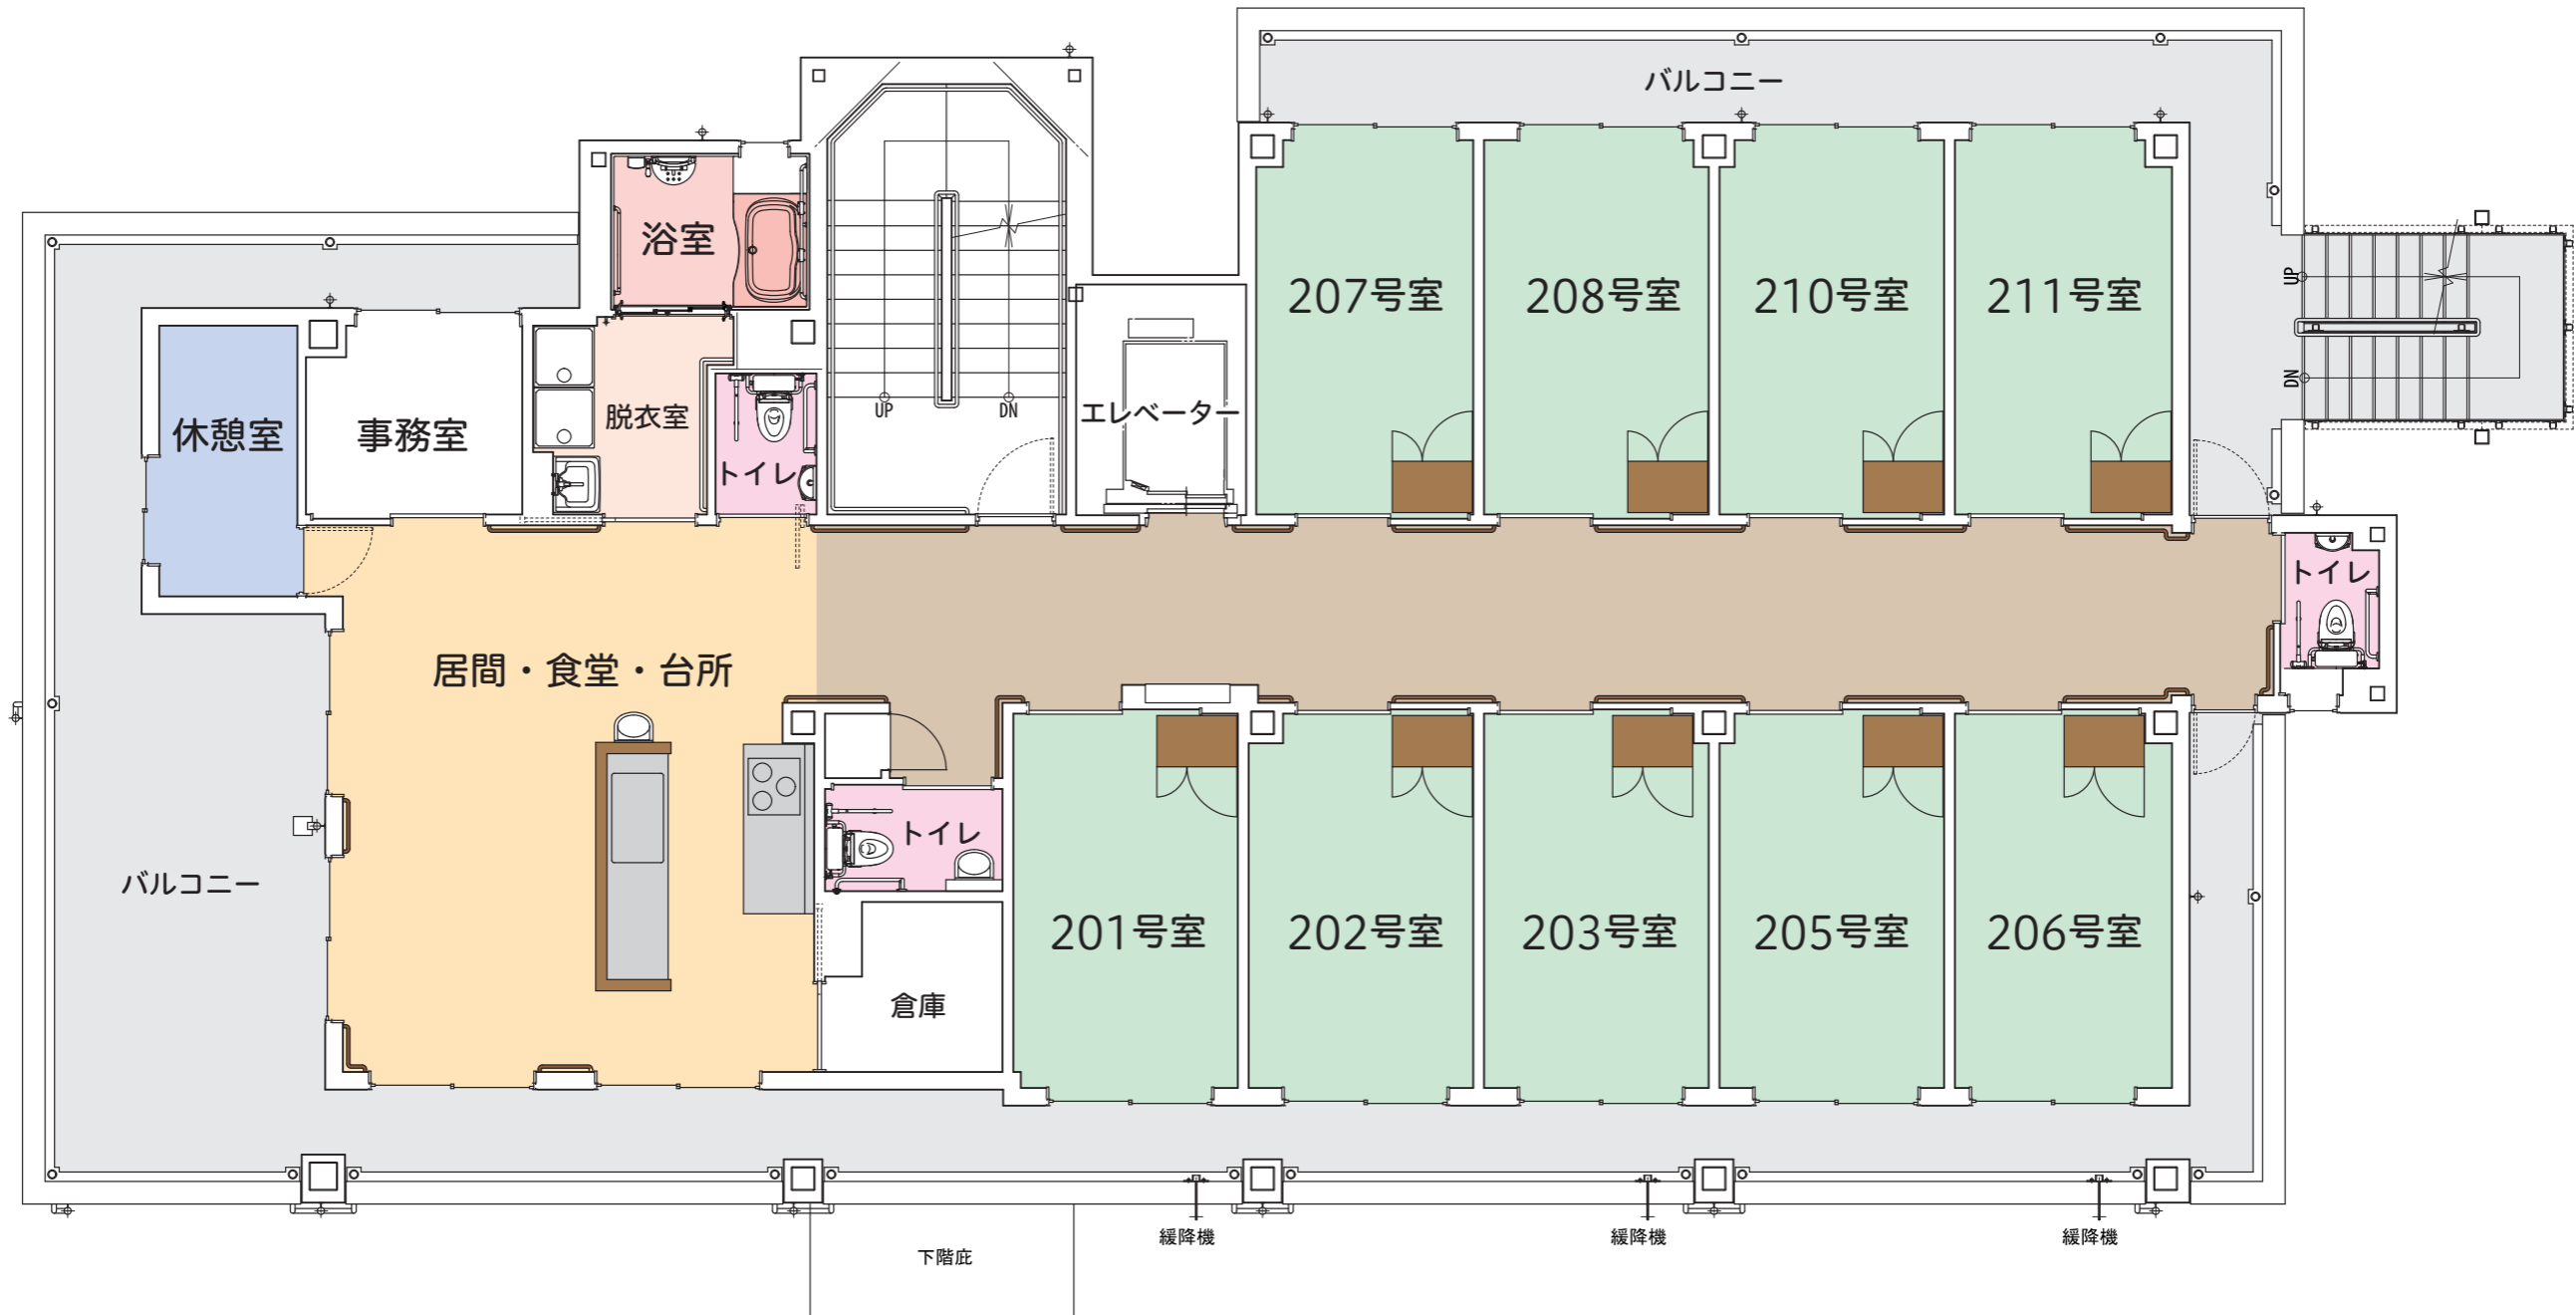 バルコニー
浴室
207号室
208号室
210号室
211号室
UP
DN
休憩室
事務室
脱衣室
トイレ
UP
DN
エレベーター
トイレ
居間・食堂・台所
トイレ
バルコニー
201号室
202号室
203号室
205号室
206号室
倉庫
緩降機
緩降機
緩降機
下階庇